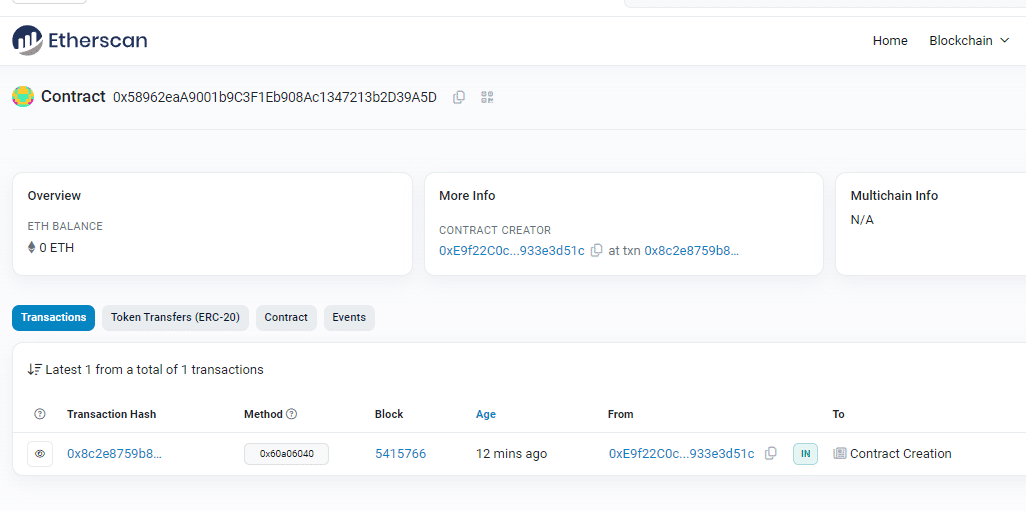 Etherscan
Home Blockchain
Contract 0x58962eaA9001b9C3F1Eb908Ac1347213b2D39A5D
Overview
ETH BALANCE
0 ETH
More Info
CONTRACT CREATOR
0xE9f22C0c...933e3d51c at txn 0x8c2e8759b8...
Multichain Info
N/A
Transactions Token Transfers (ERC-20) Contract Events
Latest 1 from a total of 1 transactions
Transaction Hash Method Block Age From To
0x8c2e8759b8... 0x60a06040 5415766 12 mins ago 0xE9f22C0c...933e3d51c IN Contract Creation